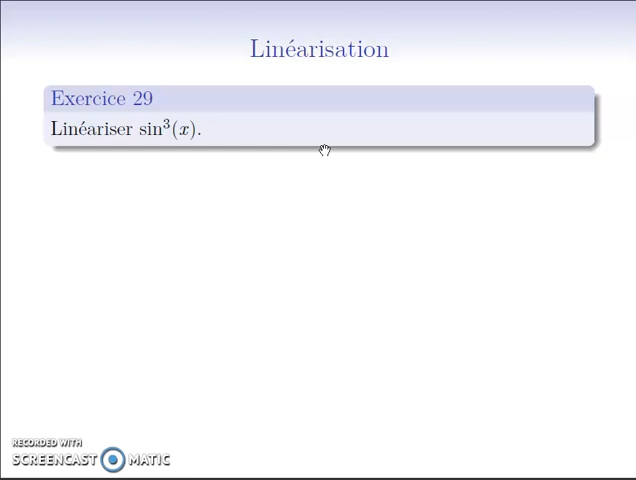 Linéarisation
Exercice 29
Linéariser sin³(x).
RECORDED WITH
SCREENCAST MATIC